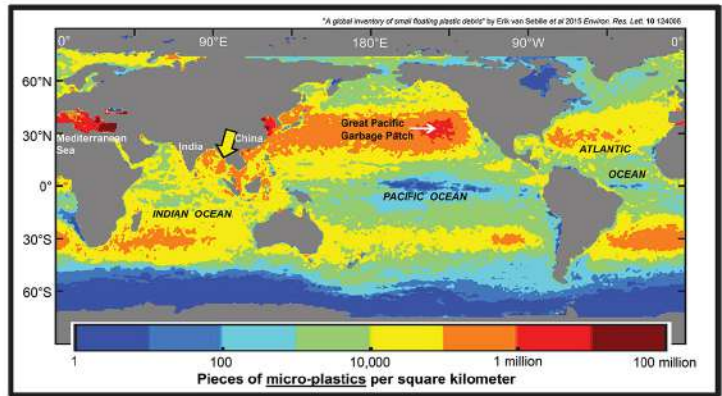 "A global inventory of small floating plastic debris" by Erik van Sebille et al 2015 Environ. Res. Lett. 10 124006
0° 90°E 180°E 90°W 0°
60°N
30°N
0°
30°S
60°S
Mediterranean
Sea
India
China
Great Pacific
Garbage Patch
ATLANTIC
OCEAN
PACIFIC OCEAN
INDIAN OCEAN
1 100 10,000 1 million 100 million
Pieces of micro-plastics per square kilometer